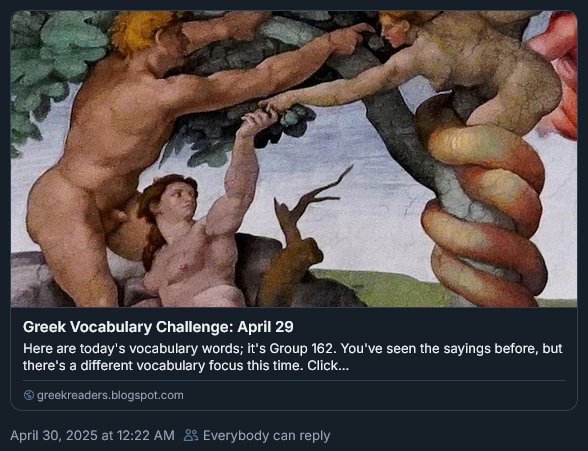 Greek Vocabulary Challenge: April 29
Here are today's vocabulary words; it's Group 162. You've seen the sayings before, but
there's a different vocabulary focus this time. Click...
greekreaders.blogspot.com
April 30, 2025 at 12:22 AM Everybody can reply